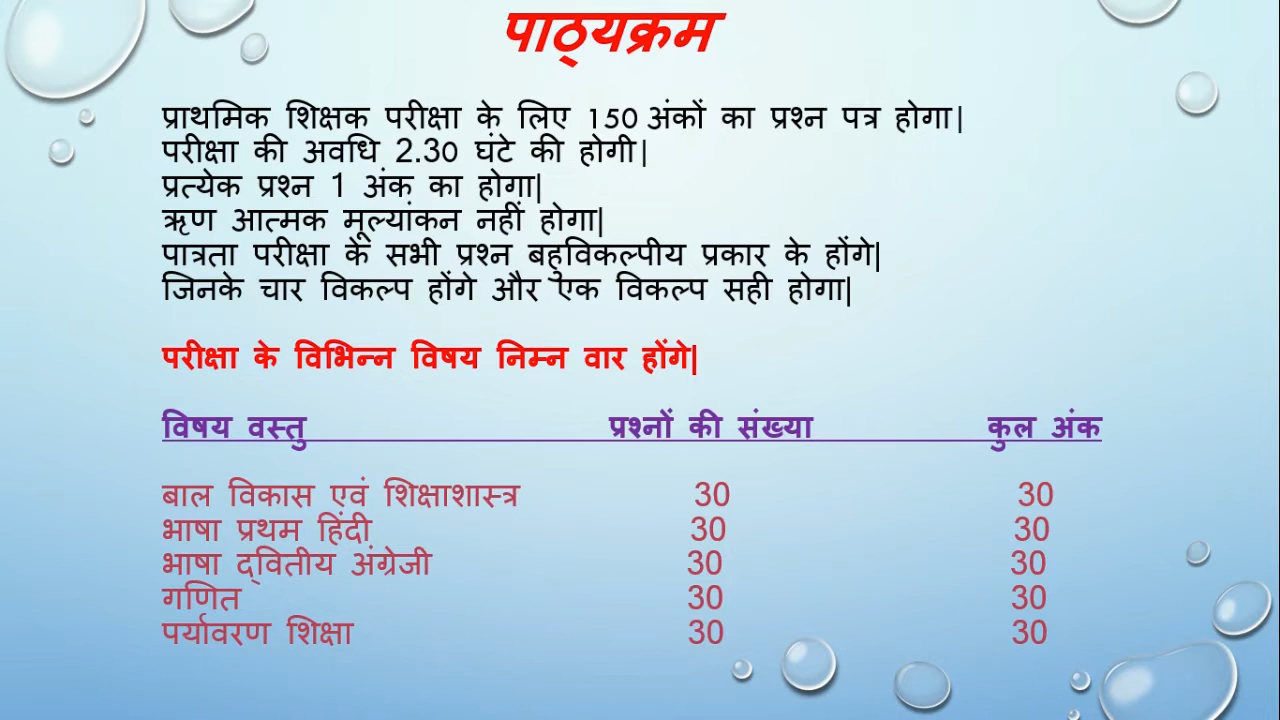 पाठ्यक्रम
प्राथमिक शिक्षक परीक्षा के लिए 150 अंकों का प्रश्न पत्र होगा|
परीक्षा की अवधि 2.30 घंटे की होगी|
प्रत्येक प्रश्न 1 अंक का होगा|
ऋण आत्मक मूल्यांकन नहीं होगा|
पात्रता परीक्षा के सभी प्रश्न बहुविकल्पीय प्रकार के होंगे|
जिनके चार विकल्प होंगे और एक विकल्प सही होगा|
परीक्षा के विभिन्न विषय निम्न वार होंगे|
विषय वस्तु प्रश्नों की संख्या कुल अंक
बाल विकास एवं शिक्षाशास्त्र 30 30
भाषा प्रथम हिंदी 30 30
भाषा द्वितीय अंग्रेजी 30 30
गणित 30 30
पर्यावरण शिक्षा 30 30